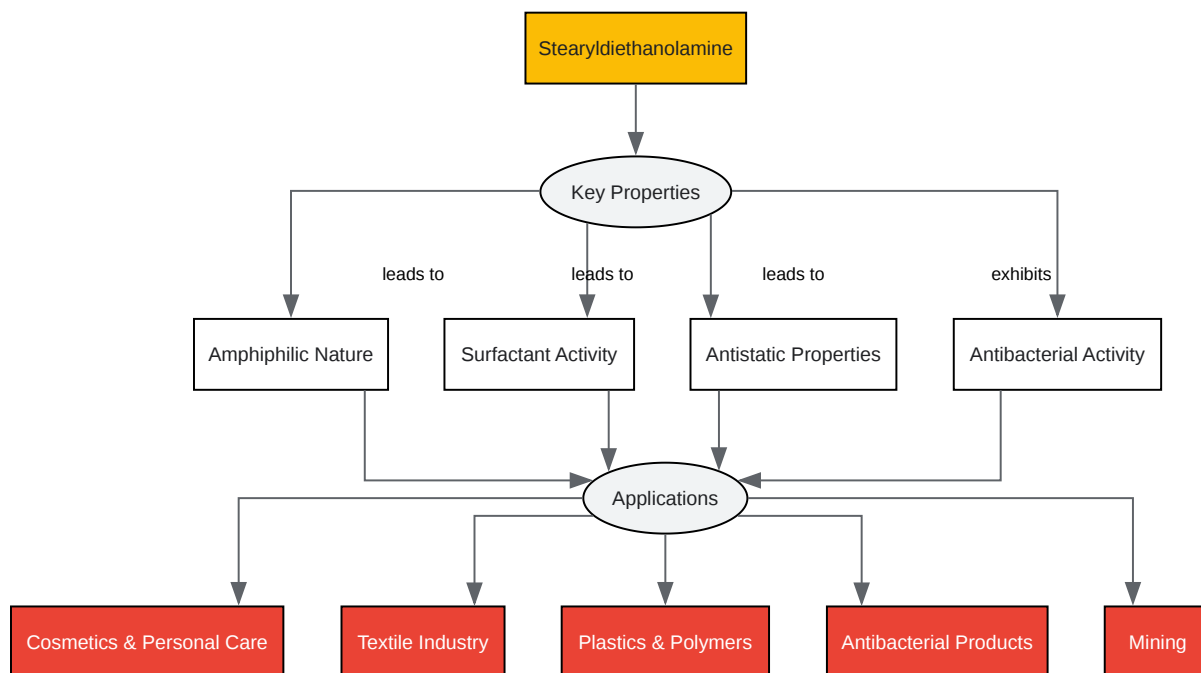 Stearyldiethanolamine
Key Properties
leads to
leads to
leads to
exhibits
Amphiphilic Nature
Surfactant Activity
Antistatic Properties
Antibacterial Activity
Applications
Cosmetics & Personal Care
Textile Industry
Plastics & Polymers
Antibacterial Products
Mining